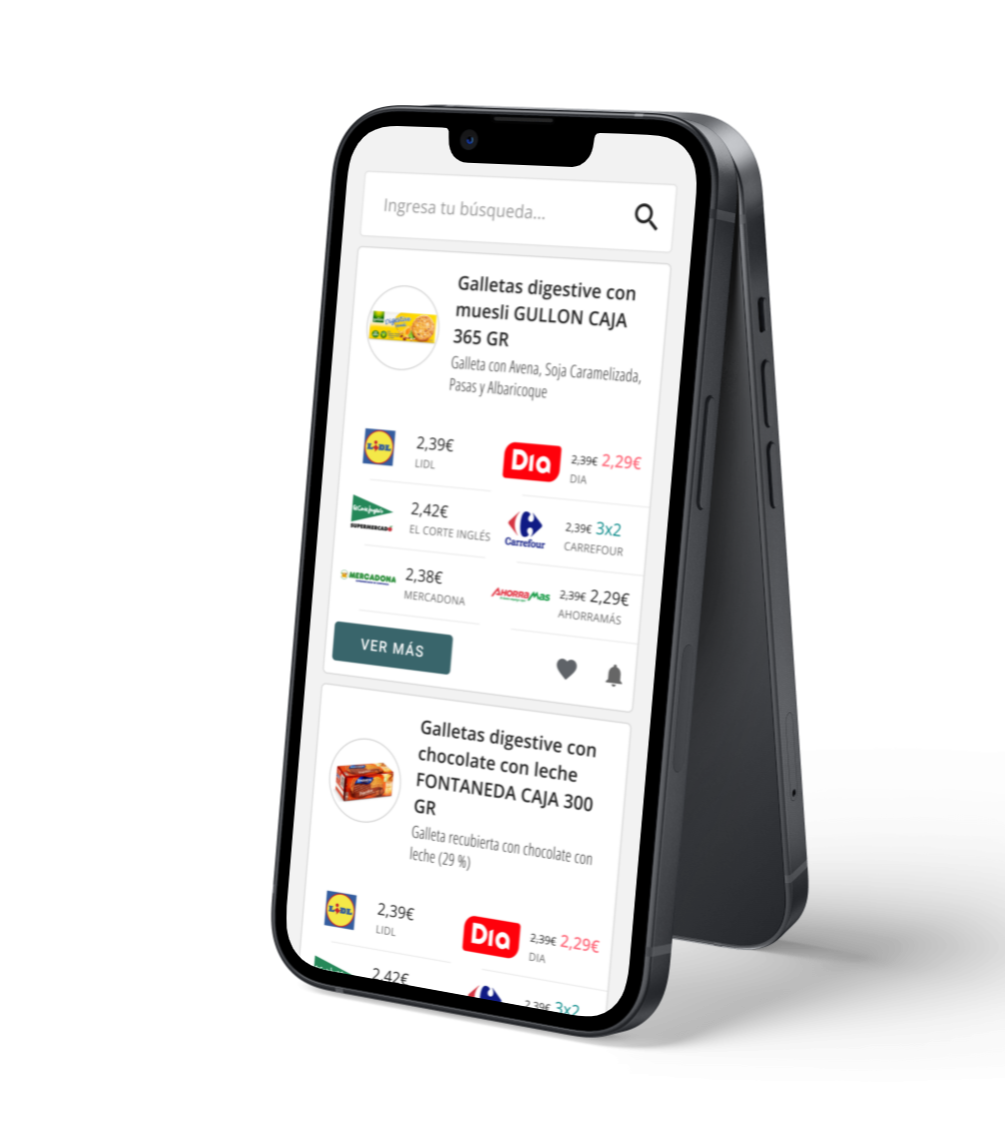 Ingresa tu búsqueda...
Galletas digestive con
muesli GULLON CAJA
365 GR
Galleta con Avena, Soja Caramelizada,
Pasas y Albaricoque
LIDL
2,39€
LIDL
Dia
2,39€ 2,29€
DIA
El Corte Inglés
SUPERMERCADO
2,42€
EL CORTE INGLÉS
Carrefour
2,39€ 3x2
CARREFOUR
MERCADONA
2,38€
MERCADONA
AHORRAMAS
2,39€ 2,29€
AHORRAMÁS
VER MÁS
Galletas digestive con
chocolate con leche
FONTANEDA CAJA 300
GR
Galleta recubierta con chocolate con
leche (29 %)
LIDL
2,39€
LIDL
Dia
2,39€ 2,29€
DIA
2,42€
2,39€ 3x2